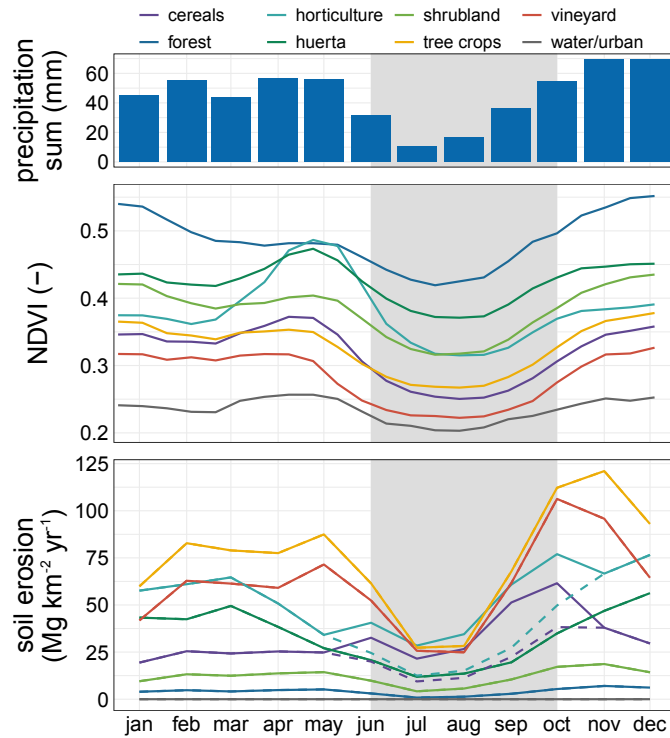 cereals horticulture shrubland vineyard
forest huerta tree crops water/urban
precipitation
sum (mm)
60
40
20
0
NDVI (−)
0.5
0.4
0.3
0.2
soil erosion
(Mg km⁻² yr⁻¹)
125
100
75
50
25
0
jan feb mar apr may jun jul aug sep oct nov dec